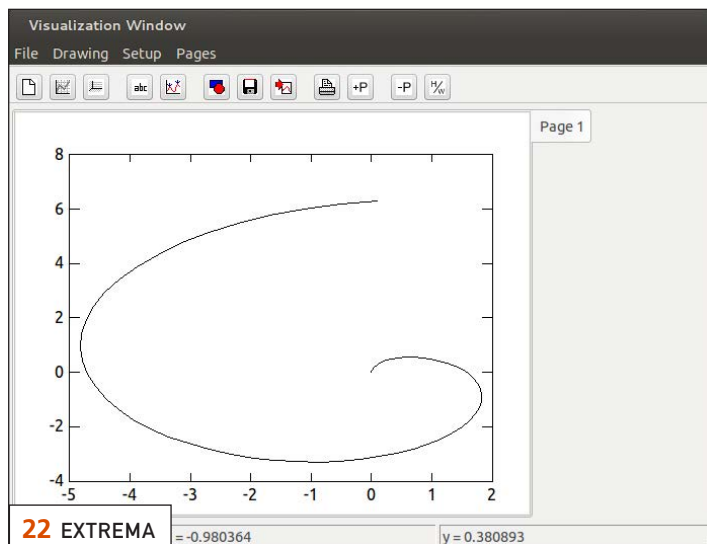 Visualization Window
File Drawing Setup Pages
abc +P -P H/W
Page 1
8
6
4
2
0
-2
-4
-5 -4 -3 -2 -1 0 1 2
22 EXTREMA
= -0.980364 y = 0.380893